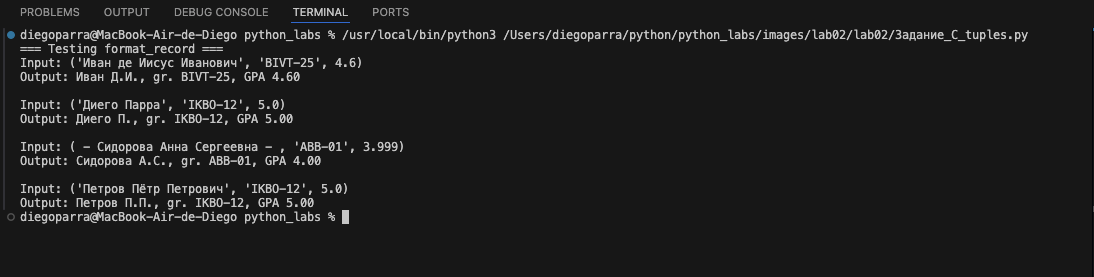 PROBLEMS OUTPUT DEBUG CONSOLE TERMINAL PORTS
diegoparra@MacBook-Air-de-Diego python_labs % /usr/local/bin/python3 /Users/diegoparra/python/python_labs/images/lab02/lab02/Задание_C_tuples.py
=== Testing format_record ===
Input: ('Иван де Иисус Иванович', 'BIVT-25', 4.6)
Output: Иван Д.И., gr. BIVT-25, GPA 4.60
Input: ('Диего Парра', 'IKBO-12', 5.0)
Output: Диего П., gr. IKBO-12, GPA 5.00
Input: ( - Сидорова Анна Сергеевна - , 'ABB-01', 3.999)
Output: Сидорова А.С., gr. ABB-01, GPA 4.00
Input: ('Петров Пётр Петрович', 'IKBO-12', 5.0)
Output: Петров П.П., gr. IKBO-12, GPA 5.00
diegoparra@MacBook-Air-de-Diego python_labs %